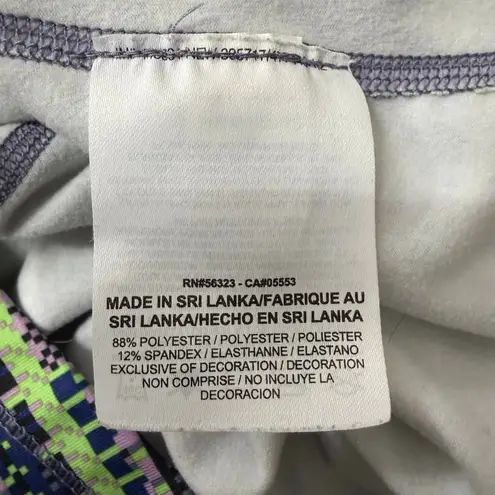 RN#56323 - CA#05553
MADE IN SRI LANKA/FABRIQUE AU
SRI LANKA/HECHO EN SRI LANKA
88% POLYESTER / POLYESTER / POLIESTER
12% SPANDEX / ELASTHANNE / ELASTANO
EXCLUSIVE OF DECORATION / DECORATION
NON COMPRISE / NO INCLUYE LA
DECORACION